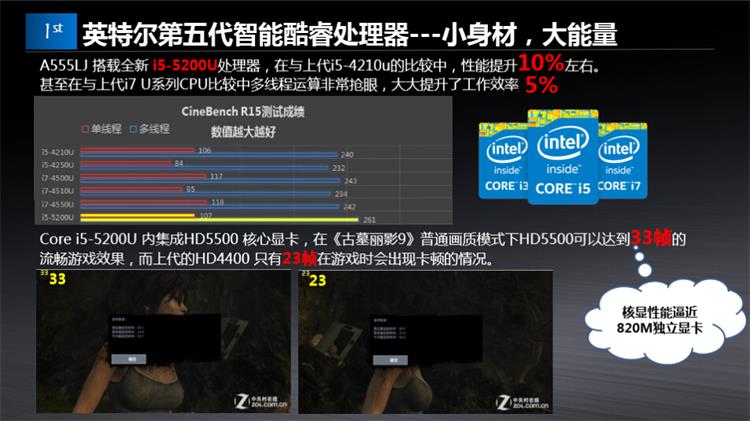 1st
英特尔第五代智能酷睿处理器---小身材，大能量
A555LJ 搭载全新 i5-5200U处理器，在与上代i5-4210u的比较中，性能提升10%左右。
甚至在与上代i7 U系列CPU比较中多线程运算非常抢眼，大大提升了工作效率 5%
CineBench R15测试成绩
单线程 多线程 数值越大越好
i5-4210U 106 240
i5-4250U 84 232
i7-4500U 117 243
i7-4510U 95 234
i7-4550U 118 242
i5-5200U 107 261
intel inside™ CORE™ i3
intel inside™ CORE™ i5
intel inside™ CORE™ i7
Core i5-5200U 内集成HD5500 核心显卡，在《古墓丽影9》普通画质模式下HD5500可以达到33帧的
流畅游戏效果，而上代的HD4400 只有23帧在游戏时会出现卡顿的情况。
33 33
23 23
核显性能逼近
820M独立显卡
Z 中关村在线
ZOL.COM.CN
Z 中关村在线
ZOL.COM.CN